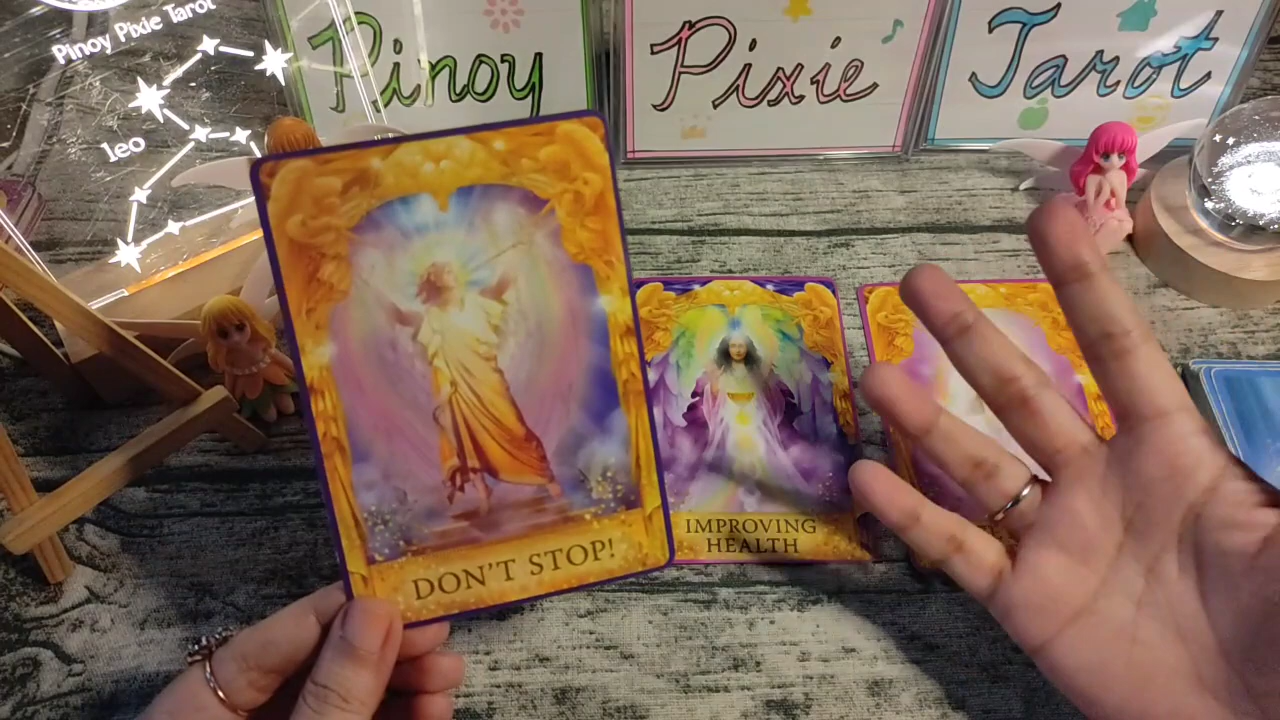 Pinoy Pixie Tarot
leo
Pinoy
Pixie
Tarot
DON'T STOP!
IMPROVING
HEALTH